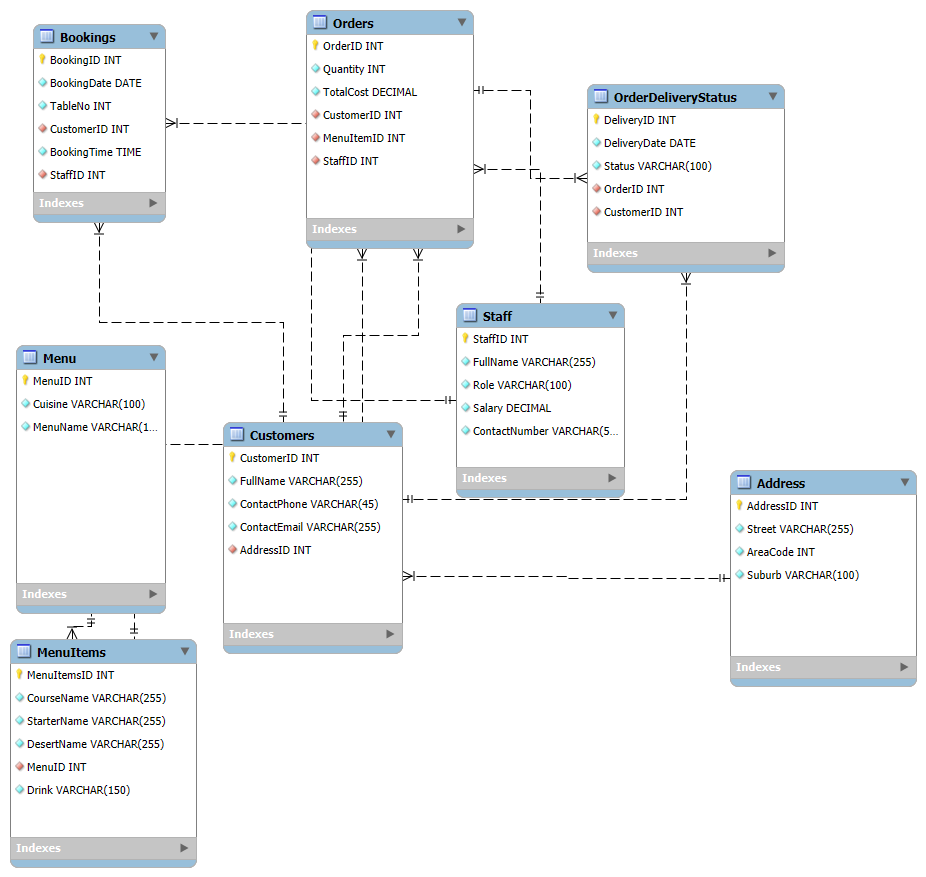 Bookings
BookingID INT
BookingDate DATE
TableNo INT
CustomerID INT
BookingTime TIME
StaffID INT
Indexes
Orders
OrderID INT
Quantity INT
TotalCost DECIMAL
CustomerID INT
MenuItemID INT
StaffID INT
Indexes
OrderDeliveryStatus
DeliveryID INT
DeliveryDate DATE
Status VARCHAR(100)
OrderID INT
CustomerID INT
Indexes
Staff
StaffID INT
FullName VARCHAR(255)
Role VARCHAR(100)
Salary DECIMAL
ContactNumber VARCHAR(5...
Indexes
Menu
MenuID INT
Cuisine VARCHAR(100)
MenuName VARCHAR(1...
Indexes
Customers
CustomerID INT
FullName VARCHAR(255)
ContactPhone VARCHAR(45)
ContactEmail VARCHAR(255)
AddressID INT
Indexes
Address
AddressID INT
Street VARCHAR(255)
AreaCode INT
Suburb VARCHAR(100)
Indexes
MenuItems
MenuItemsID INT
CourseName VARCHAR(255)
StarterName VARCHAR(255)
DesertName VARCHAR(255)
MenuID INT
Drink VARCHAR(150)
Indexes